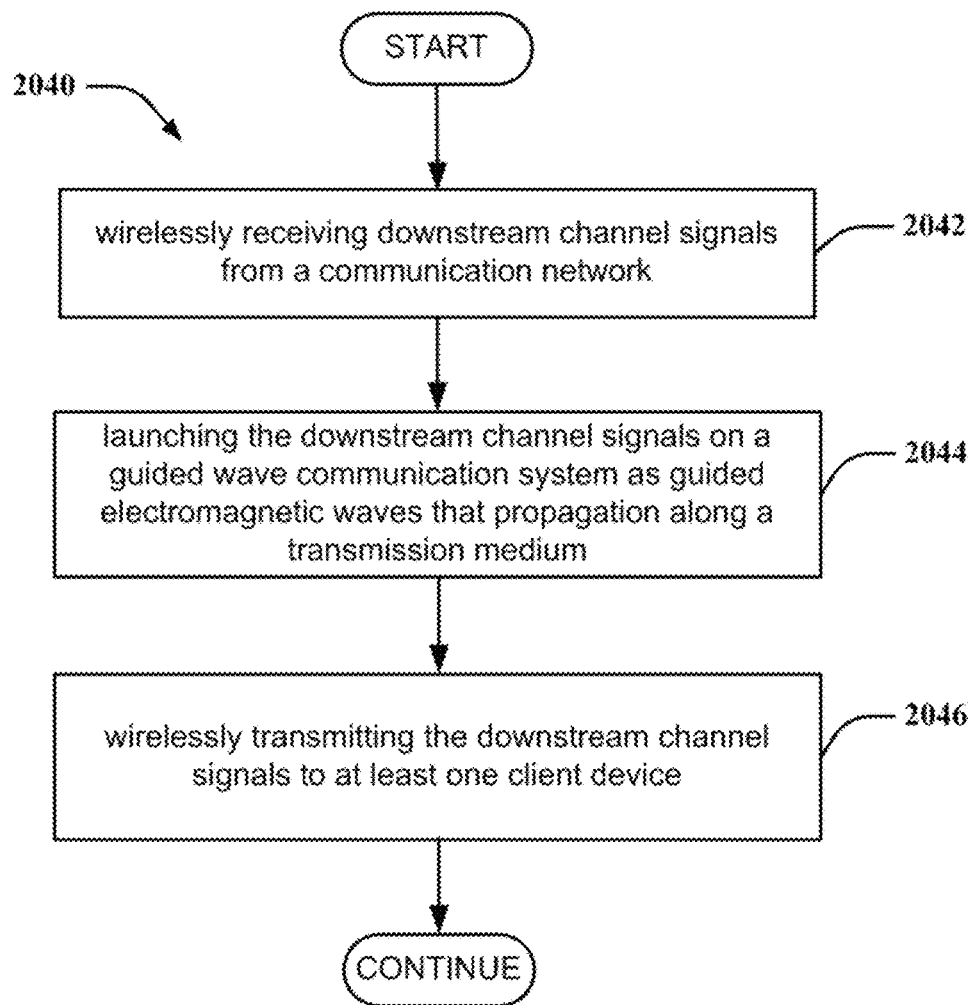 START
2040
wirelessly receiving downstream channel signals
from a communication network
2042
launching the downstream channel signals on a
guided wave communication system as guided
electromagnetic waves that propagation along a
transmission medium
2044
wirelessly transmitting the downstream channel
signals to at least one client device
2046
CONTINUE